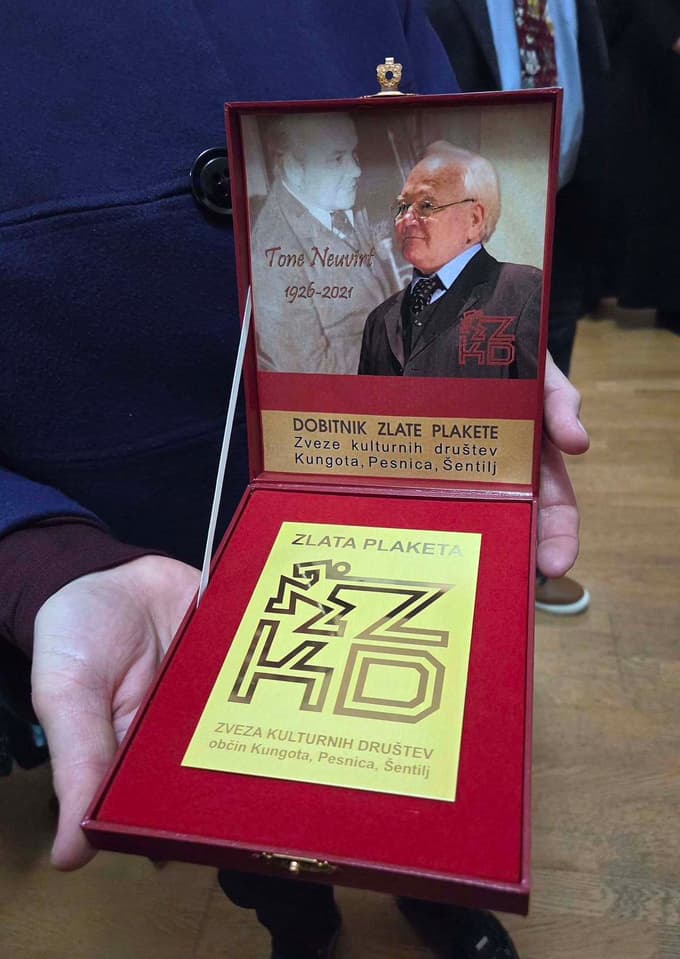 Tone Neuvirt
1926-2021
ZKD
DOBITNIK ZLATE PLAKETE
Zveze kulturnih društev
Kungota, Pesnica, Šentilj
ZLATA PLAKETA
ZKD
ZVEZA KULTURNIH DRUŠTEV
občin Kungota, Pesnica, Šentilj